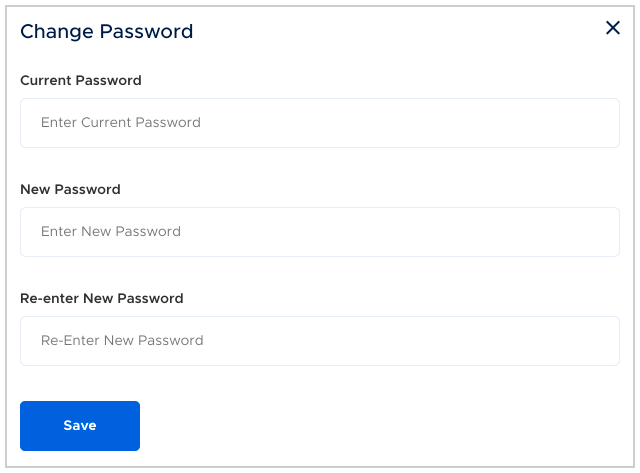 Change Password
Current Password
Enter Current Password
New Password
Enter New Password
Re-enter New Password
Re-Enter New Password
Save